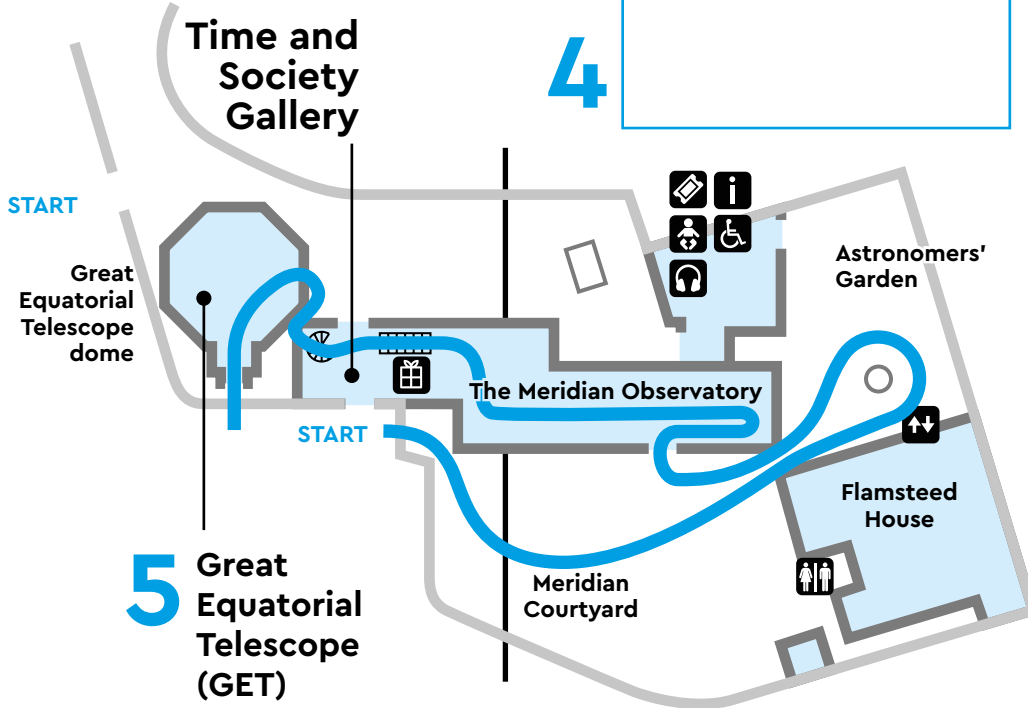 Time and
Society
Gallery
4
START
Great
Equatorial
Telescope
dome
Astronomers'
Garden
i
The Meridian Observatory
START
Flamsteed
House
Meridian
Courtyard
5
Great
Equatorial
Telescope
(GET)